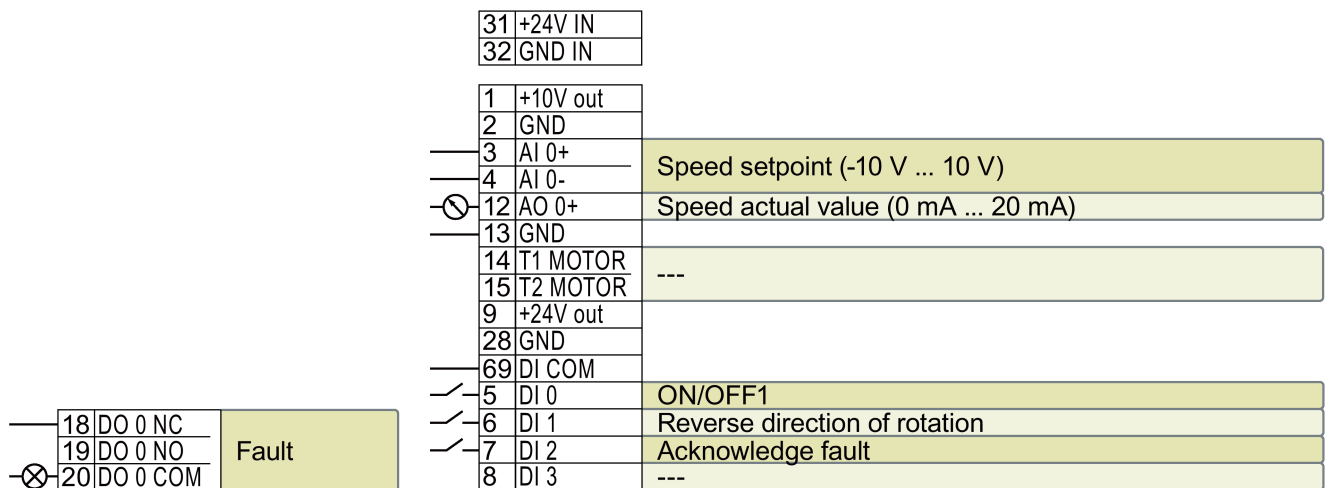 31 +24V IN
32 GND IN
1 +10V out
2 GND
3 AI 0+
4 AI 0-
Speed setpoint (-10 V ... 10 V)
12 AO 0+ Speed actual value (0 mA ... 20 mA)
13 GND
14 T1 MOTOR
15 T2 MOTOR
---
9 +24V out
28 GND
69 DI COM
5 DI 0 ON/OFF1
6 DI 1 Reverse direction of rotation
7 DI 2 Acknowledge fault
8 DI 3 ---
18 DO 0 NC
19 DO 0 NO
20 DO 0 COM
Fault